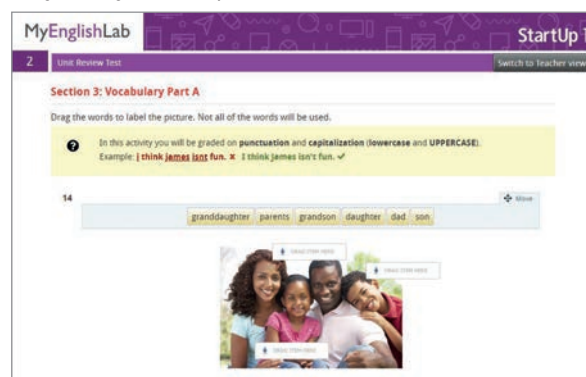 MyEnglishLab
StartUp 1
2 Unit Review Test Switch to Teacher view
Section 3: Vocabulary Part A
Drag the words to label the picture. Not all of the words will be used.
? In this activity you will be graded on punctuation and capitalization (lowercase and UPPERCASE).
Example: i think james isnt fun. ✗ I think James isn't fun. ✓
14 Move
granddaughter parents grandson daughter dad son
DRAG ITEM HERE
DRAG ITEM HERE
DRAG ITEM HERE